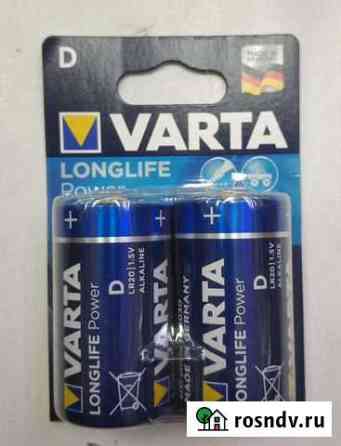 D
VARTA
LONGLIFE
Power
+
+
D
LR20 | 1.5V
ALKALINE
VARTA
LONGLIFE Power
MADE
GERMANY
D
LR20 | 1.5V
ALKALINE
VARTA
LONGLIFE Power
rosndv.ru